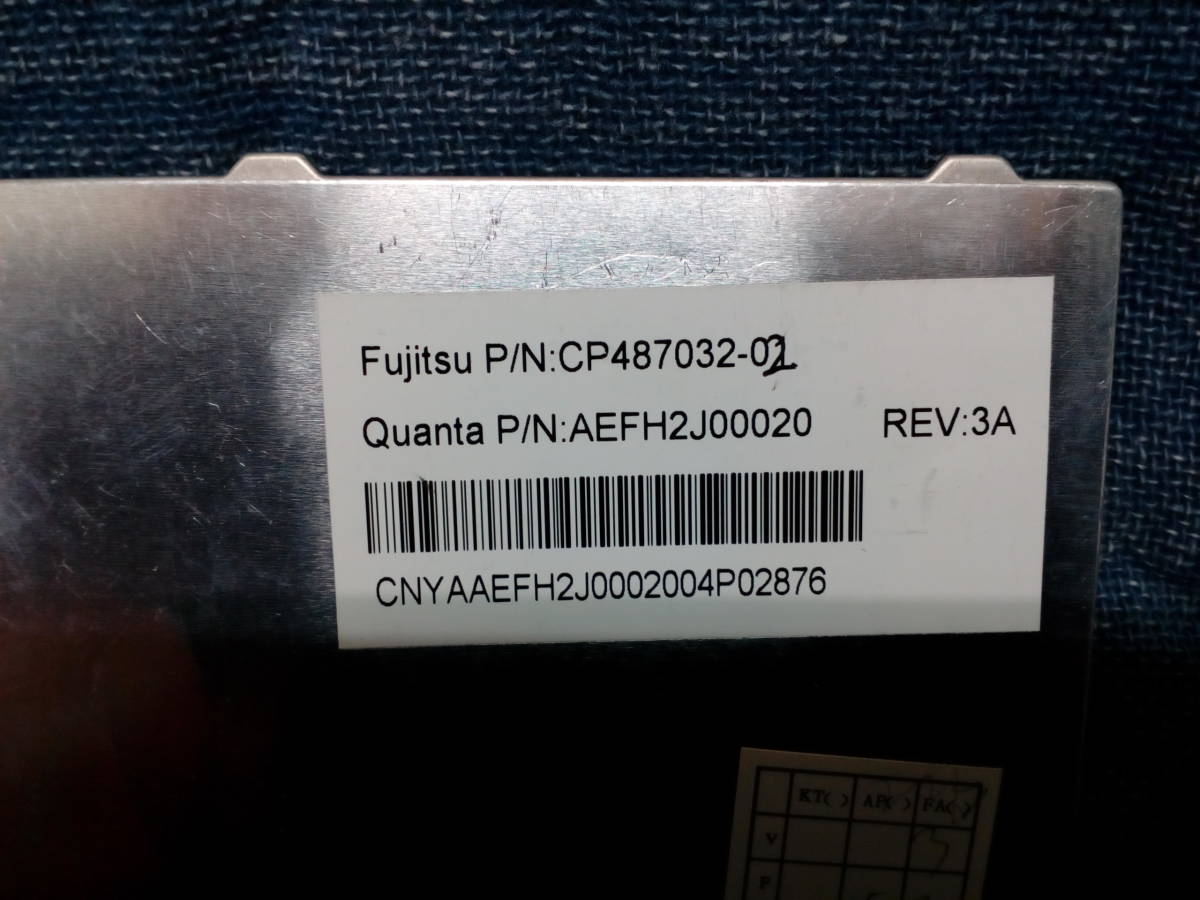 Fujitsu P/N:CP487032-02
Quanta P/N:AEFH2J00020 REV:3A
CNYAAEFH2J0002004P02876
KT( ) AP( ) FA( )
V
F